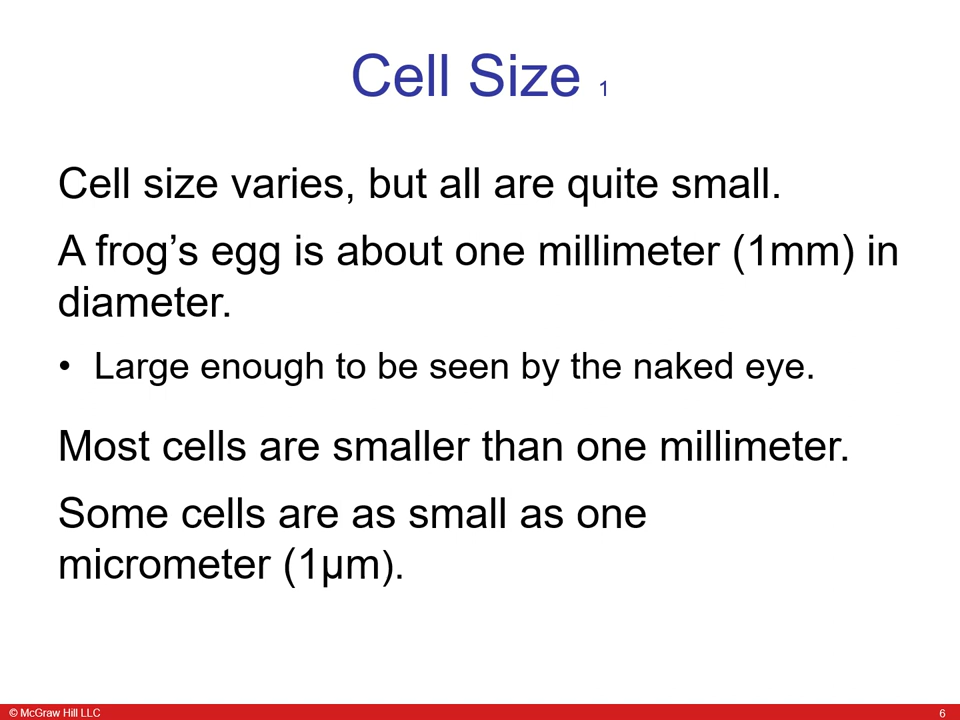 Cell Size 1
Cell size varies, but all are quite small.
A frog’s egg is about one millimeter (1mm) in
diameter.
• Large enough to be seen by the naked eye.
Most cells are smaller than one millimeter.
Some cells are as small as one
micrometer (1µm).
© McGraw Hill LLC
6